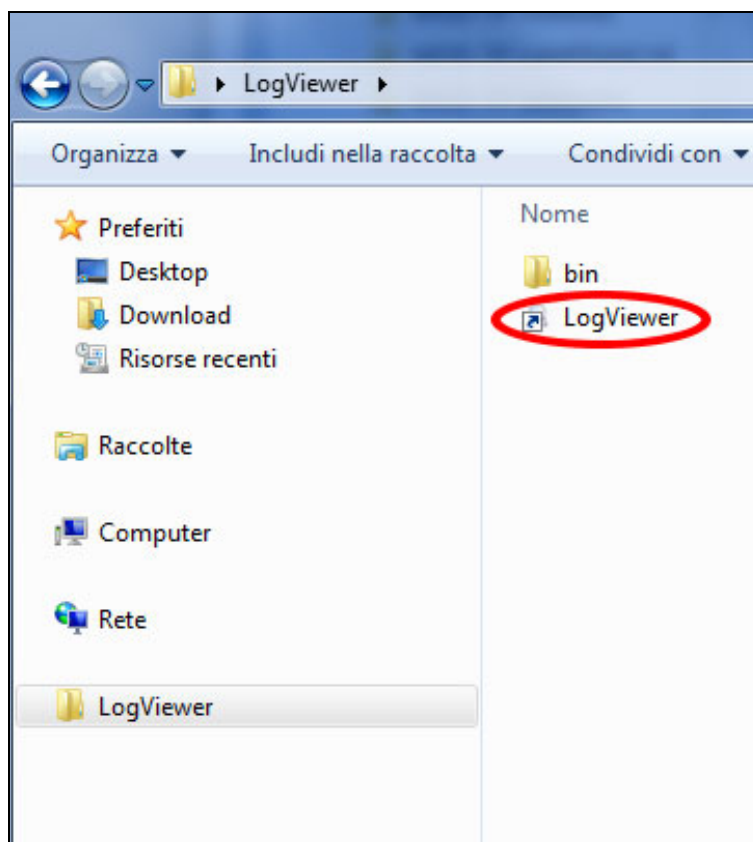 LogViewer
Organizza Includi nella raccolta Condividi con
Preferiti
Desktop
Download
Risorse recenti
Raccolte
Computer
Rete
LogViewer
Nome
bin
LogViewer